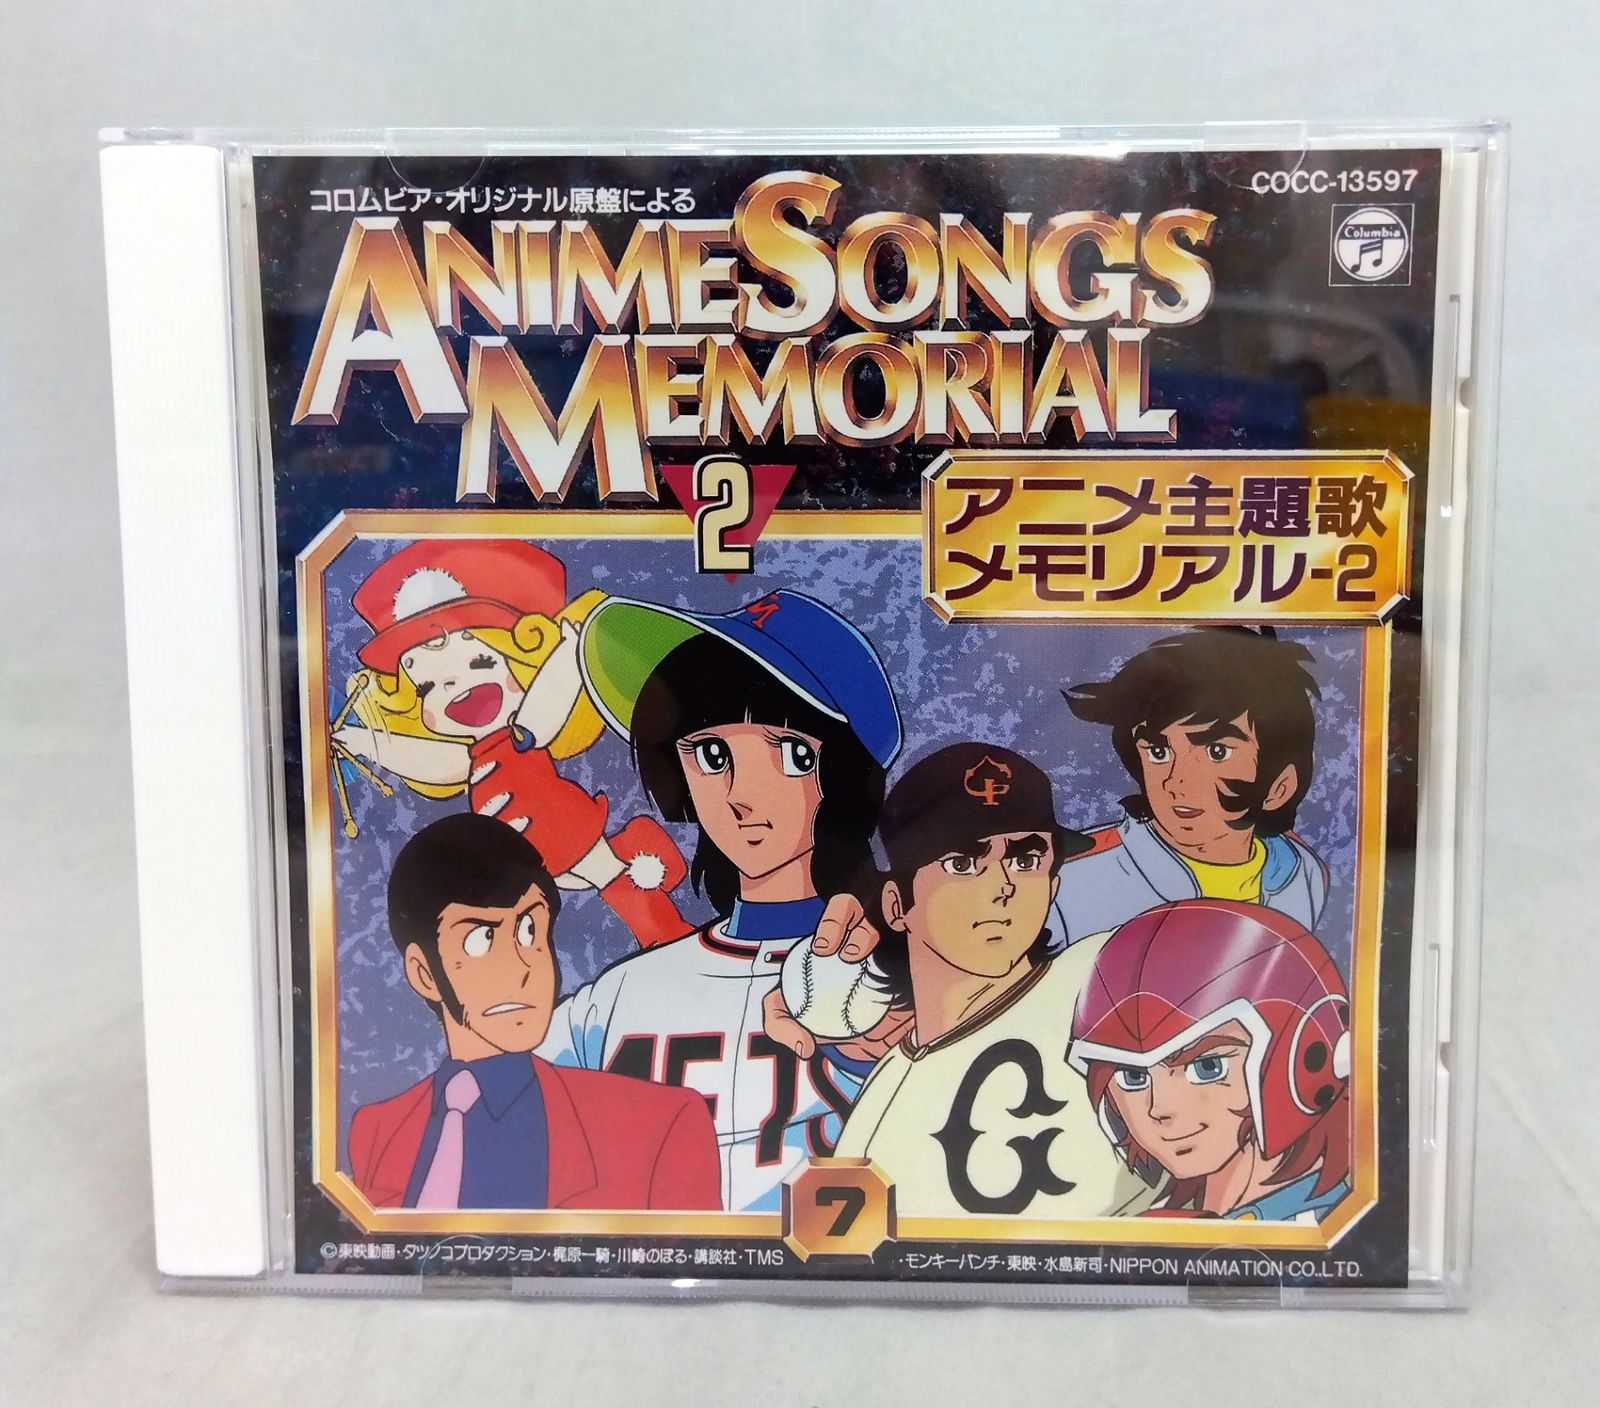 コロムビア・オリジナル原盤による
COCC-13597
Columbia
ANIME SONGS
MEMORIAL
2
アニメ主題歌
メモリアル-2
M
GP
METS
G
7
©東映動画・タツノコプロダクション・梶原一騎・川崎のぼる・講談社・TMS
モンキーパンチ・東映・水島新司・NIPPON ANIMATION CO.,LTD.